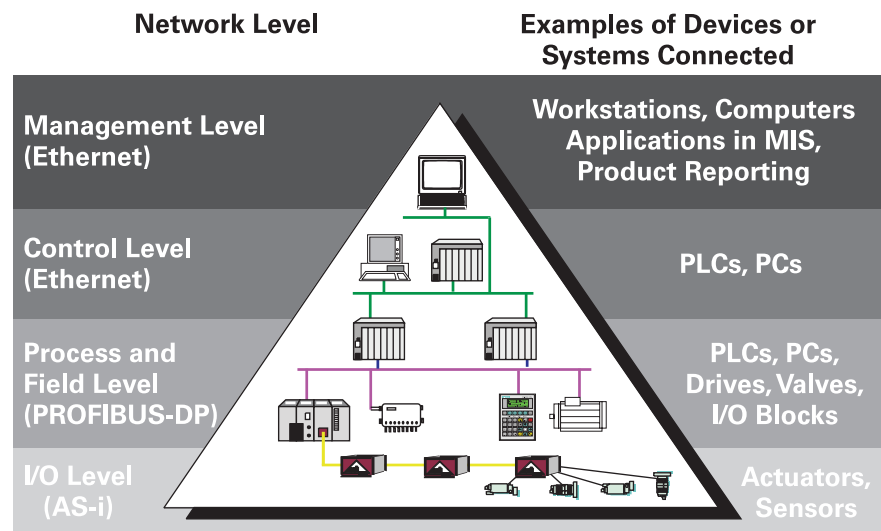 Network Level
Examples of Devices or
Systems Connected
Management Level
(Ethernet)
Workstations, Computers
Applications in MIS,
Product Reporting
Control Level
(Ethernet)
PLCs, PCs
Process and
Field Level
(PROFIBUS-DP)
PLCs, PCs,
Drives, Valves,
I/O Blocks
I/O Level
(AS-i)
Actuators,
Sensors